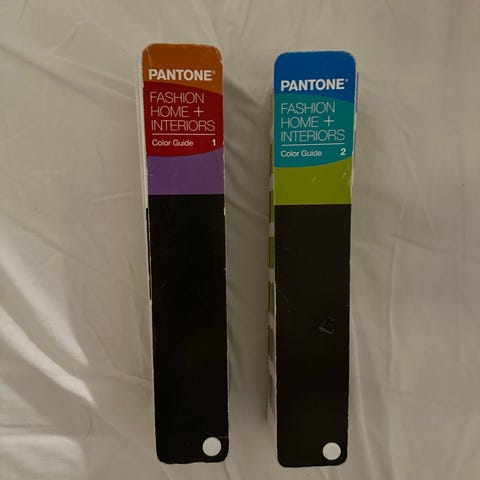 PANTONE®
FASHION
HOME +
INTERIORS
Color Guide 1
PANTONE®
FASHION
HOME +
INTERIORS
Color Guide 2